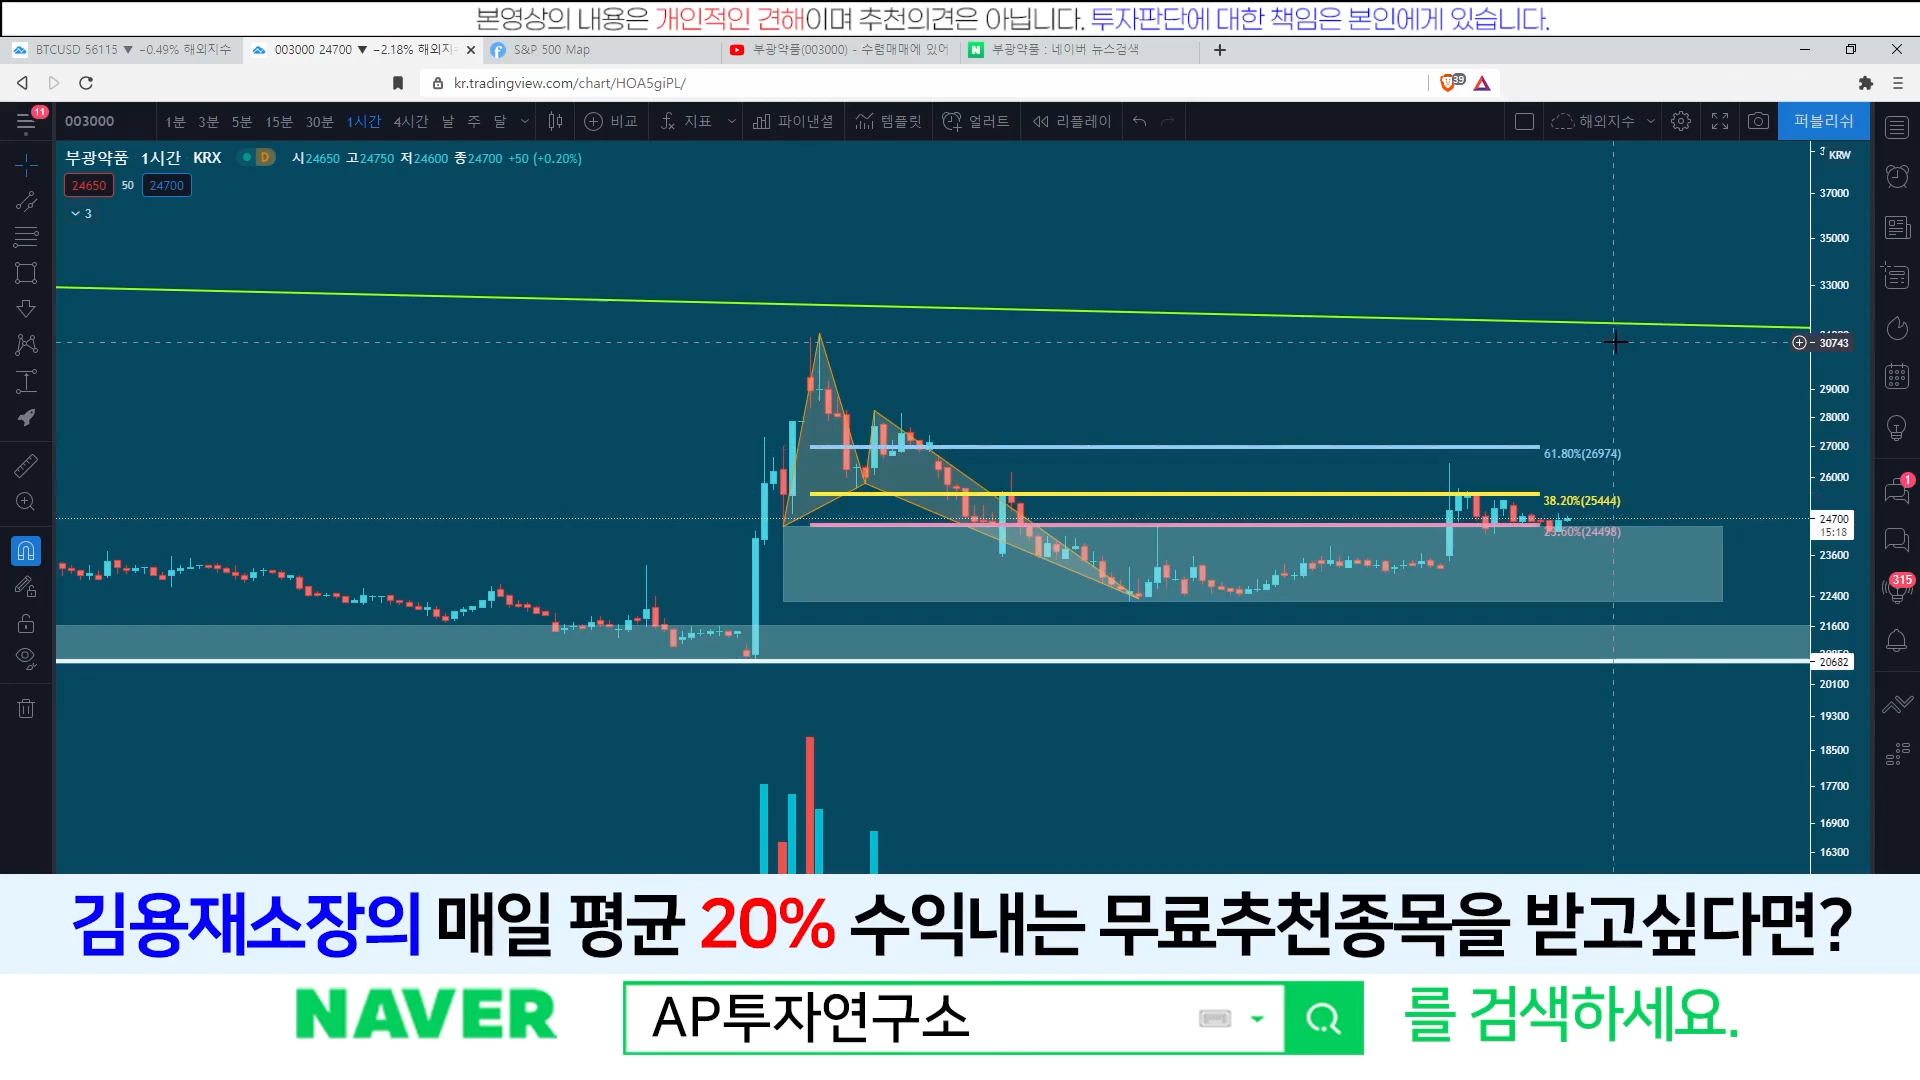 본영상의 내용은 개인적인 견해이며 추천의견은 아닙니다. 투자판단에 대한 책임은 본인에게 있습니다.
BTCUSD 56115 ▼ −0.49% 해외지수
003000 24700 ▼ −2.18% 해외지
S&P 500 Map
부광약품(003000) - 수렴매매에 있어
부광약품 : 네이버 뉴스검색
kr.tradingview.com/chart/HOA5giPL/
39
11
003000
1분 3분 5분 15분 30분 1시간 4시간 날 주 달
비교
지표
파이낸셜
템플릿
얼러트
리플레이
해외지수
퍼블리쉬
부광약품 1시간 KRX
D
시24650 고24750 저24600 종24700 +50 (+0.20%)
24650 50 24700
3
KRW
37000
35000
33000
30743
29000
28000
27000
61.80%(26974)
26000
38.20%(25444)
24700
15:18
23.60%(24498)
23600
22400
21600
20682
20100
19300
18500
17700
16900
16300
1
315
김용재소장의 매일 평균 20% 수익내는 무료추천종목을 받고싶다면?
NAVER AP투자연구소 를 검색하세요.